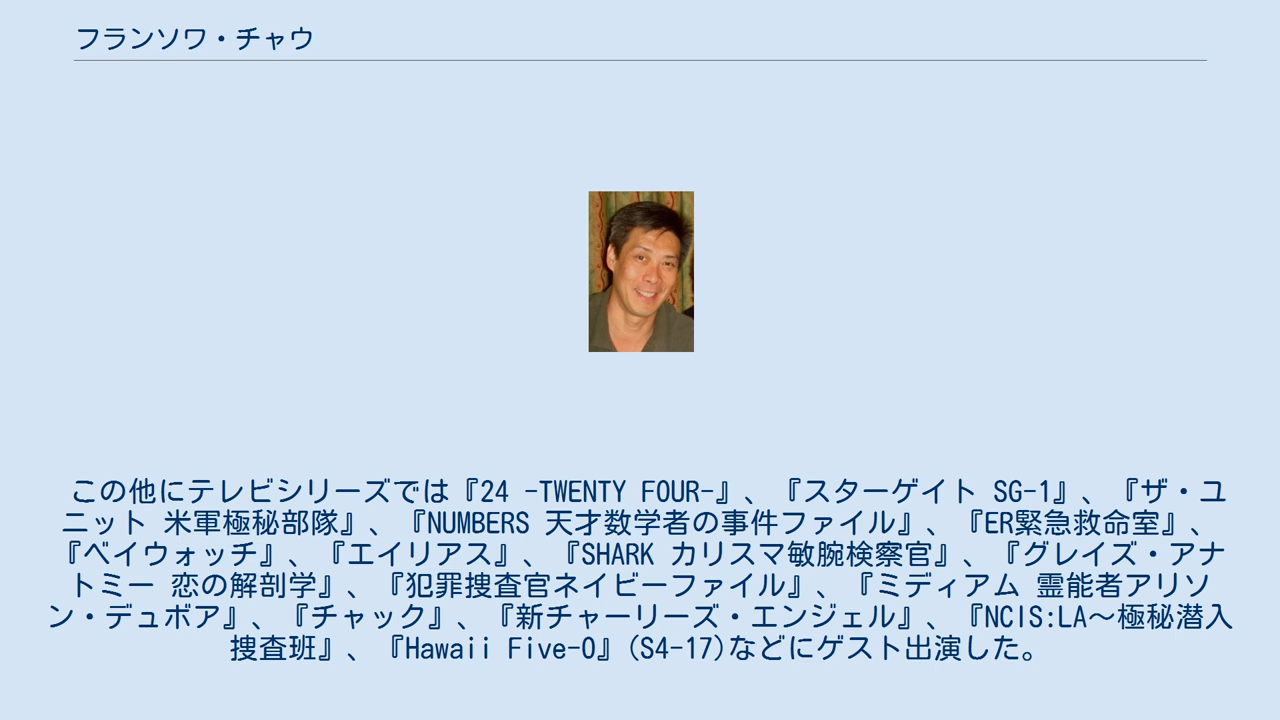 フランソワ・チャウ
この他にテレビシリーズでは『24 -TWENTY FOUR-』、『スターゲイト SG-1』、『ザ・ユ
ニット 米軍極秘部隊』、『NUMBERS 天才数学者の事件ファイル』、『ER緊急救命室』、
『ベイウォッチ』、『エイリアス』、『SHARK カリスマ敏腕検察官』、『グレイズ・アナ
トミー 恋の解剖学』、『犯罪捜査官ネイビーファイル』、『ミディアム 霊能者アリソ
ン・デュボア』、『チャック』、『新チャーリーズ・エンジェル』、『NCIS:LA〜極秘潜入
捜査班』、『Hawaii Five-0』(S4-17)などにゲスト出演した。